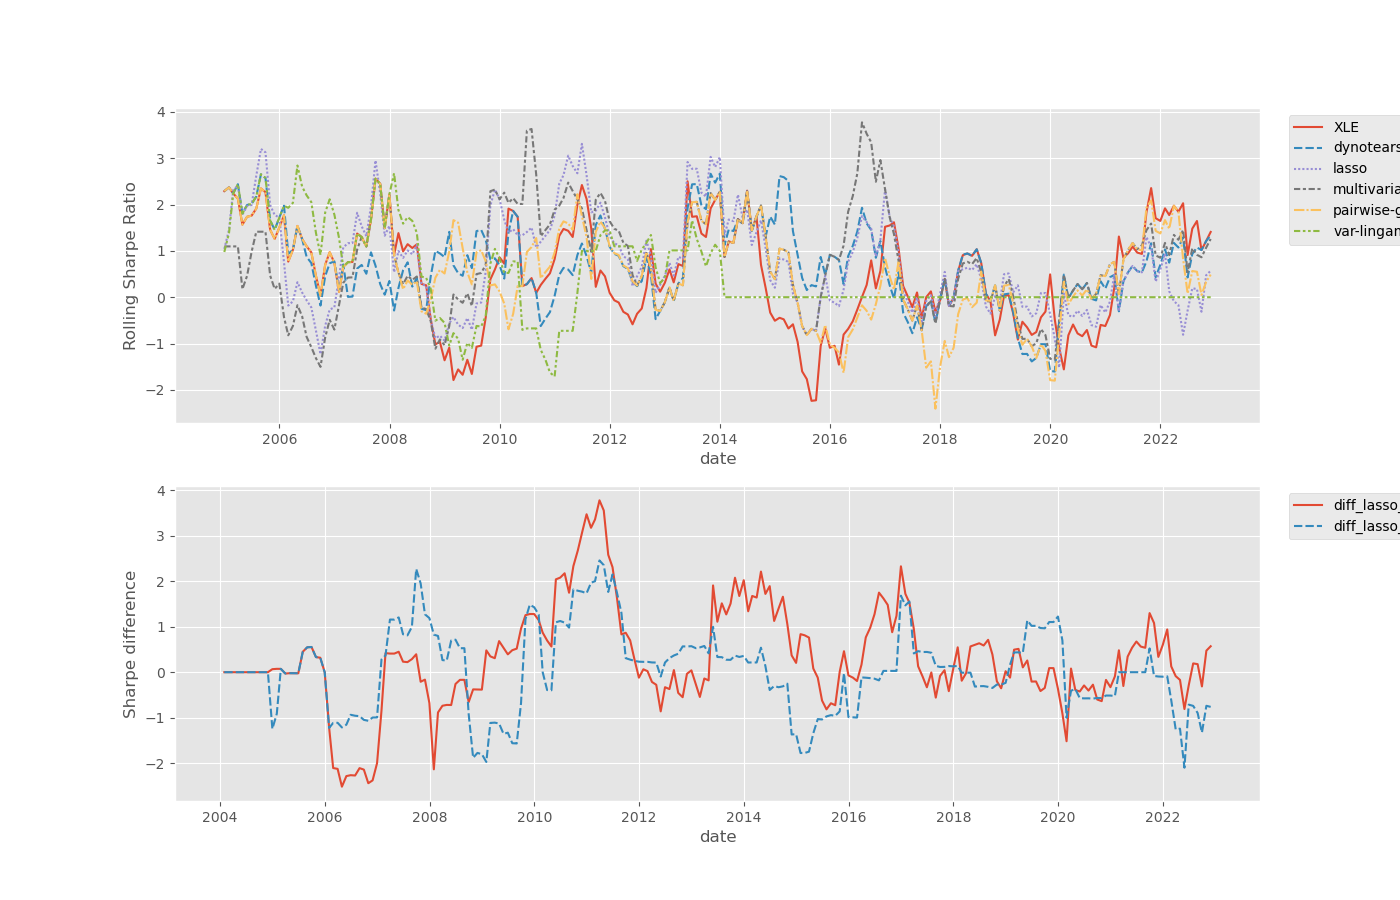 4
3
2
1
0
−1
−2
Rolling Sharpe Ratio
2006 2008 2010 2012 2014 2016 2018 2020 2022
date
XLE
dynotears
lasso
multivaria
pairwise-g
var-lingam
4
3
2
1
0
−1
−2
Sharpe difference
2004 2006 2008 2010 2012 2014 2016 2018 2020 2022
date
diff_lasso_
diff_lasso_